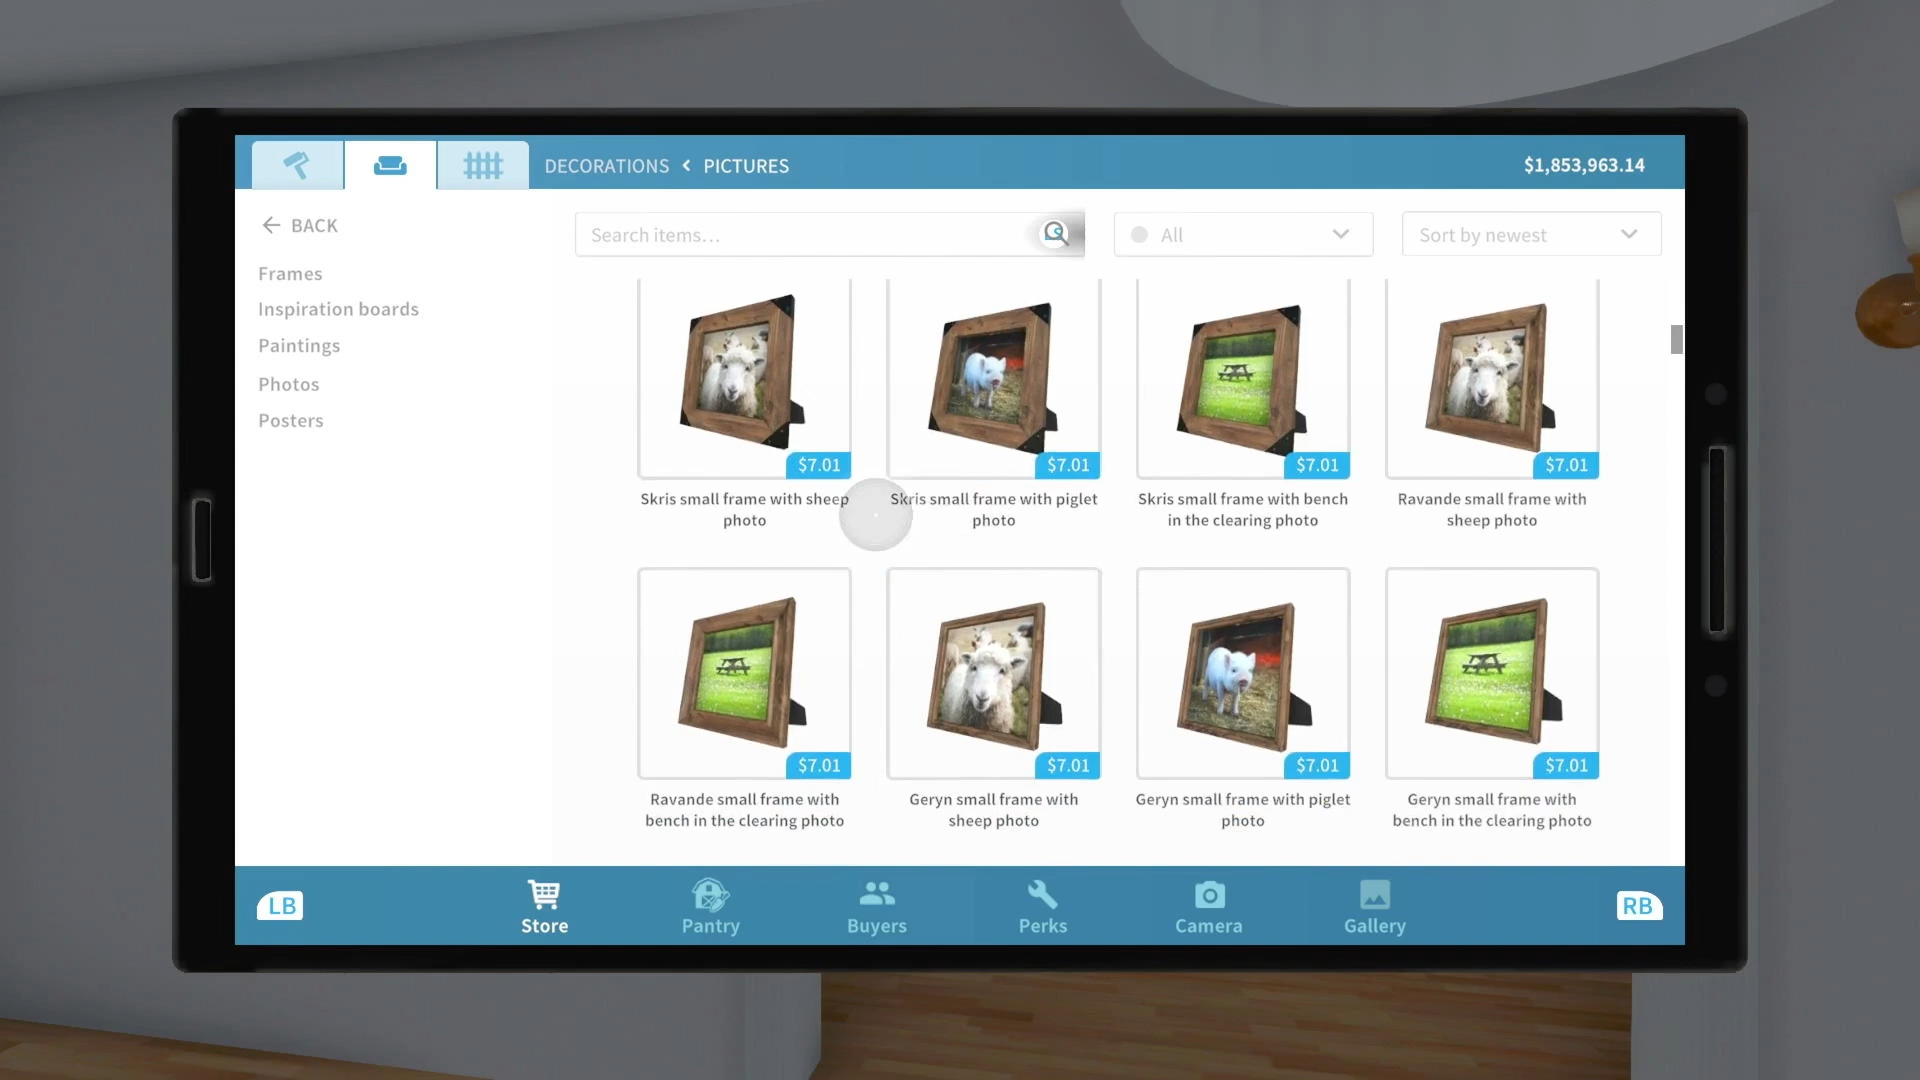 DECORATIONS < PICTURES
$1,853,963.14
BACK
Search items...
All
Sort by newest
Frames
Inspiration boards
Paintings
Photos
Posters
$7.01
$7.01
$7.01
$7.01
Skris small frame with sheep
photo
Skris small frame with piglet
photo
Skris small frame with bench
in the clearing photo
Ravande small frame with
sheep photo
$7.01
$7.01
$7.01
$7.01
Ravande small frame with
bench in the clearing photo
Geryn small frame with
sheep photo
Geryn small frame with piglet
photo
Geryn small frame with
bench in the clearing photo
LB
Store
Pantry
Buyers
Perks
Camera
Gallery
RB